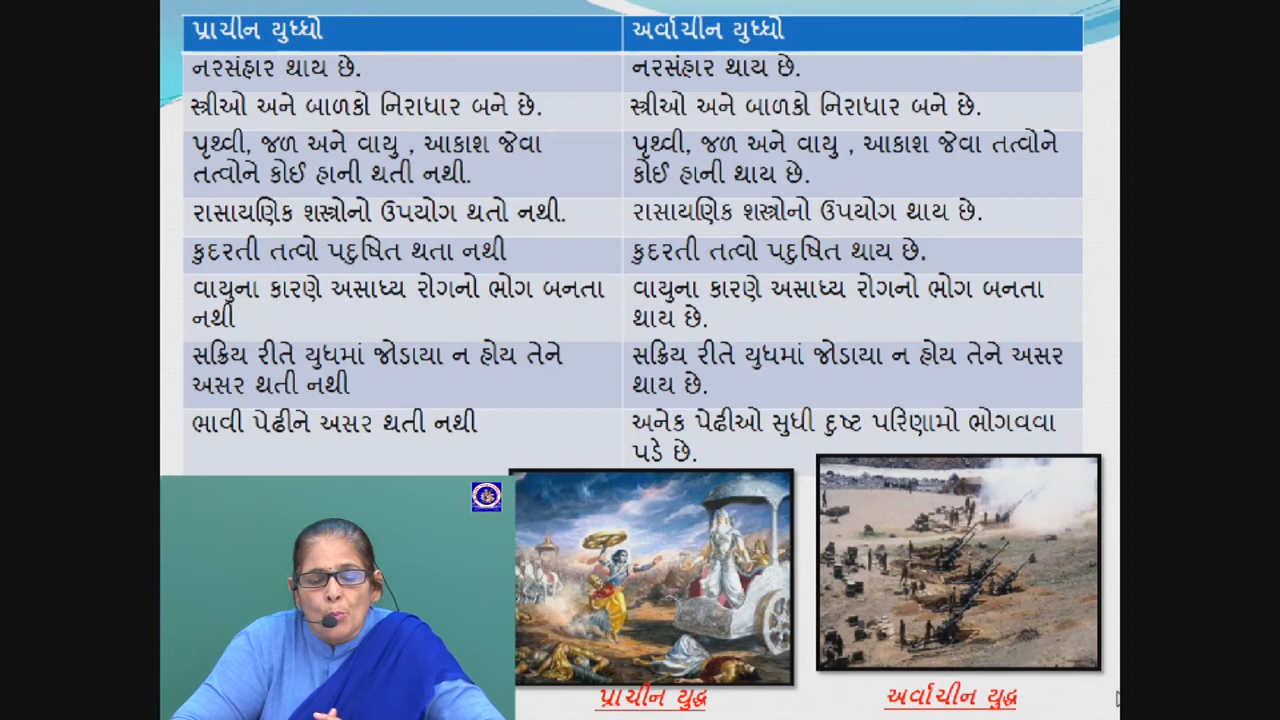 પ્રાચીન યુધ્ધો
અર્વાચીન યુધ્ધો
નરસંહાર થાય છે.
નરસંહાર થાય છે.
સ્ત્રીઓ અને બાળકો નિરાધાર બને છે.
સ્ત્રીઓ અને બાળકો નિરાધાર બને છે.
પૃથ્વી, જળ અને વાયુ , આકાશ જેવા
તત્વોને કોઈ હાની થતી નથી.
પૃથ્વી, જળ અને વાયુ , આકાશ જેવા તત્વોને
કોઈ હાની થાય છે.
રાસાયણિક શસ્ત્રોનો ઉપયોગ થતો નથી.
રાસાયણિક શસ્ત્રોનો ઉપયોગ થાય છે.
કુદરતી તત્વો પદુષિત થતા નથી
કુદરતી તત્વો પદુષિત થાય છે.
વાયુના કારણે અસાધ્ય રોગનો ભોગ બનતા
નથી
વાયુના કારણે અસાધ્ય રોગનો ભોગ બનતા
થાય છે.
સક્રિય રીતે યુધમાં જોડાયા ન હોય તેને
અસર થતી નથી
સક્રિય રીતે યુધમાં જોડાયા ન હોય તેને અસર
થાય છે.
ભાવી પેઢીને અસર થતી નથી
અનેક પેઢીઓ સુધી દુષ્ટ પરિણામો ભોગવવા
પડે છે.
પ્રાચીન યુદ્ધ
અર્વાચીન યુદ્ધ